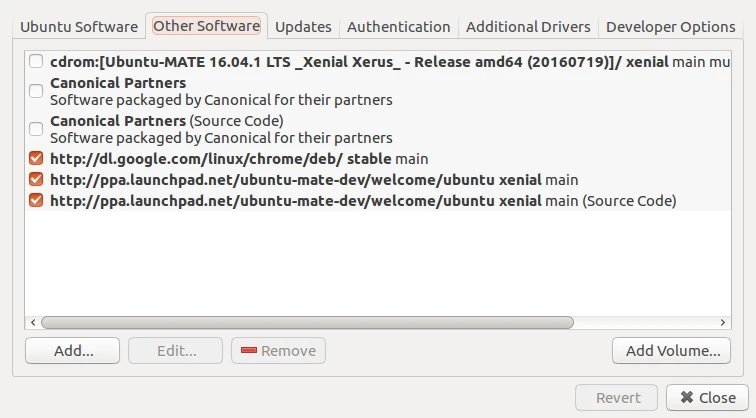 Ubuntu Software Other Software Updates Authentication Additional Drivers Developer Options
cdrom:[Ubuntu-MATE 16.04.1 LTS _Xenial Xerus_ - Release amd64 (20160719)]/ xenial main mu
Canonical Partners
Software packaged by Canonical for their partners
Canonical Partners (Source Code)
Software packaged by Canonical for their partners
http://dl.google.com/linux/chrome/deb/ stable main
http://ppa.launchpad.net/ubuntu-mate-dev/welcome/ubuntu xenial main
http://ppa.launchpad.net/ubuntu-mate-dev/welcome/ubuntu xenial main (Source Code)
Add... Edit... Remove Add Volume...
Revert Close